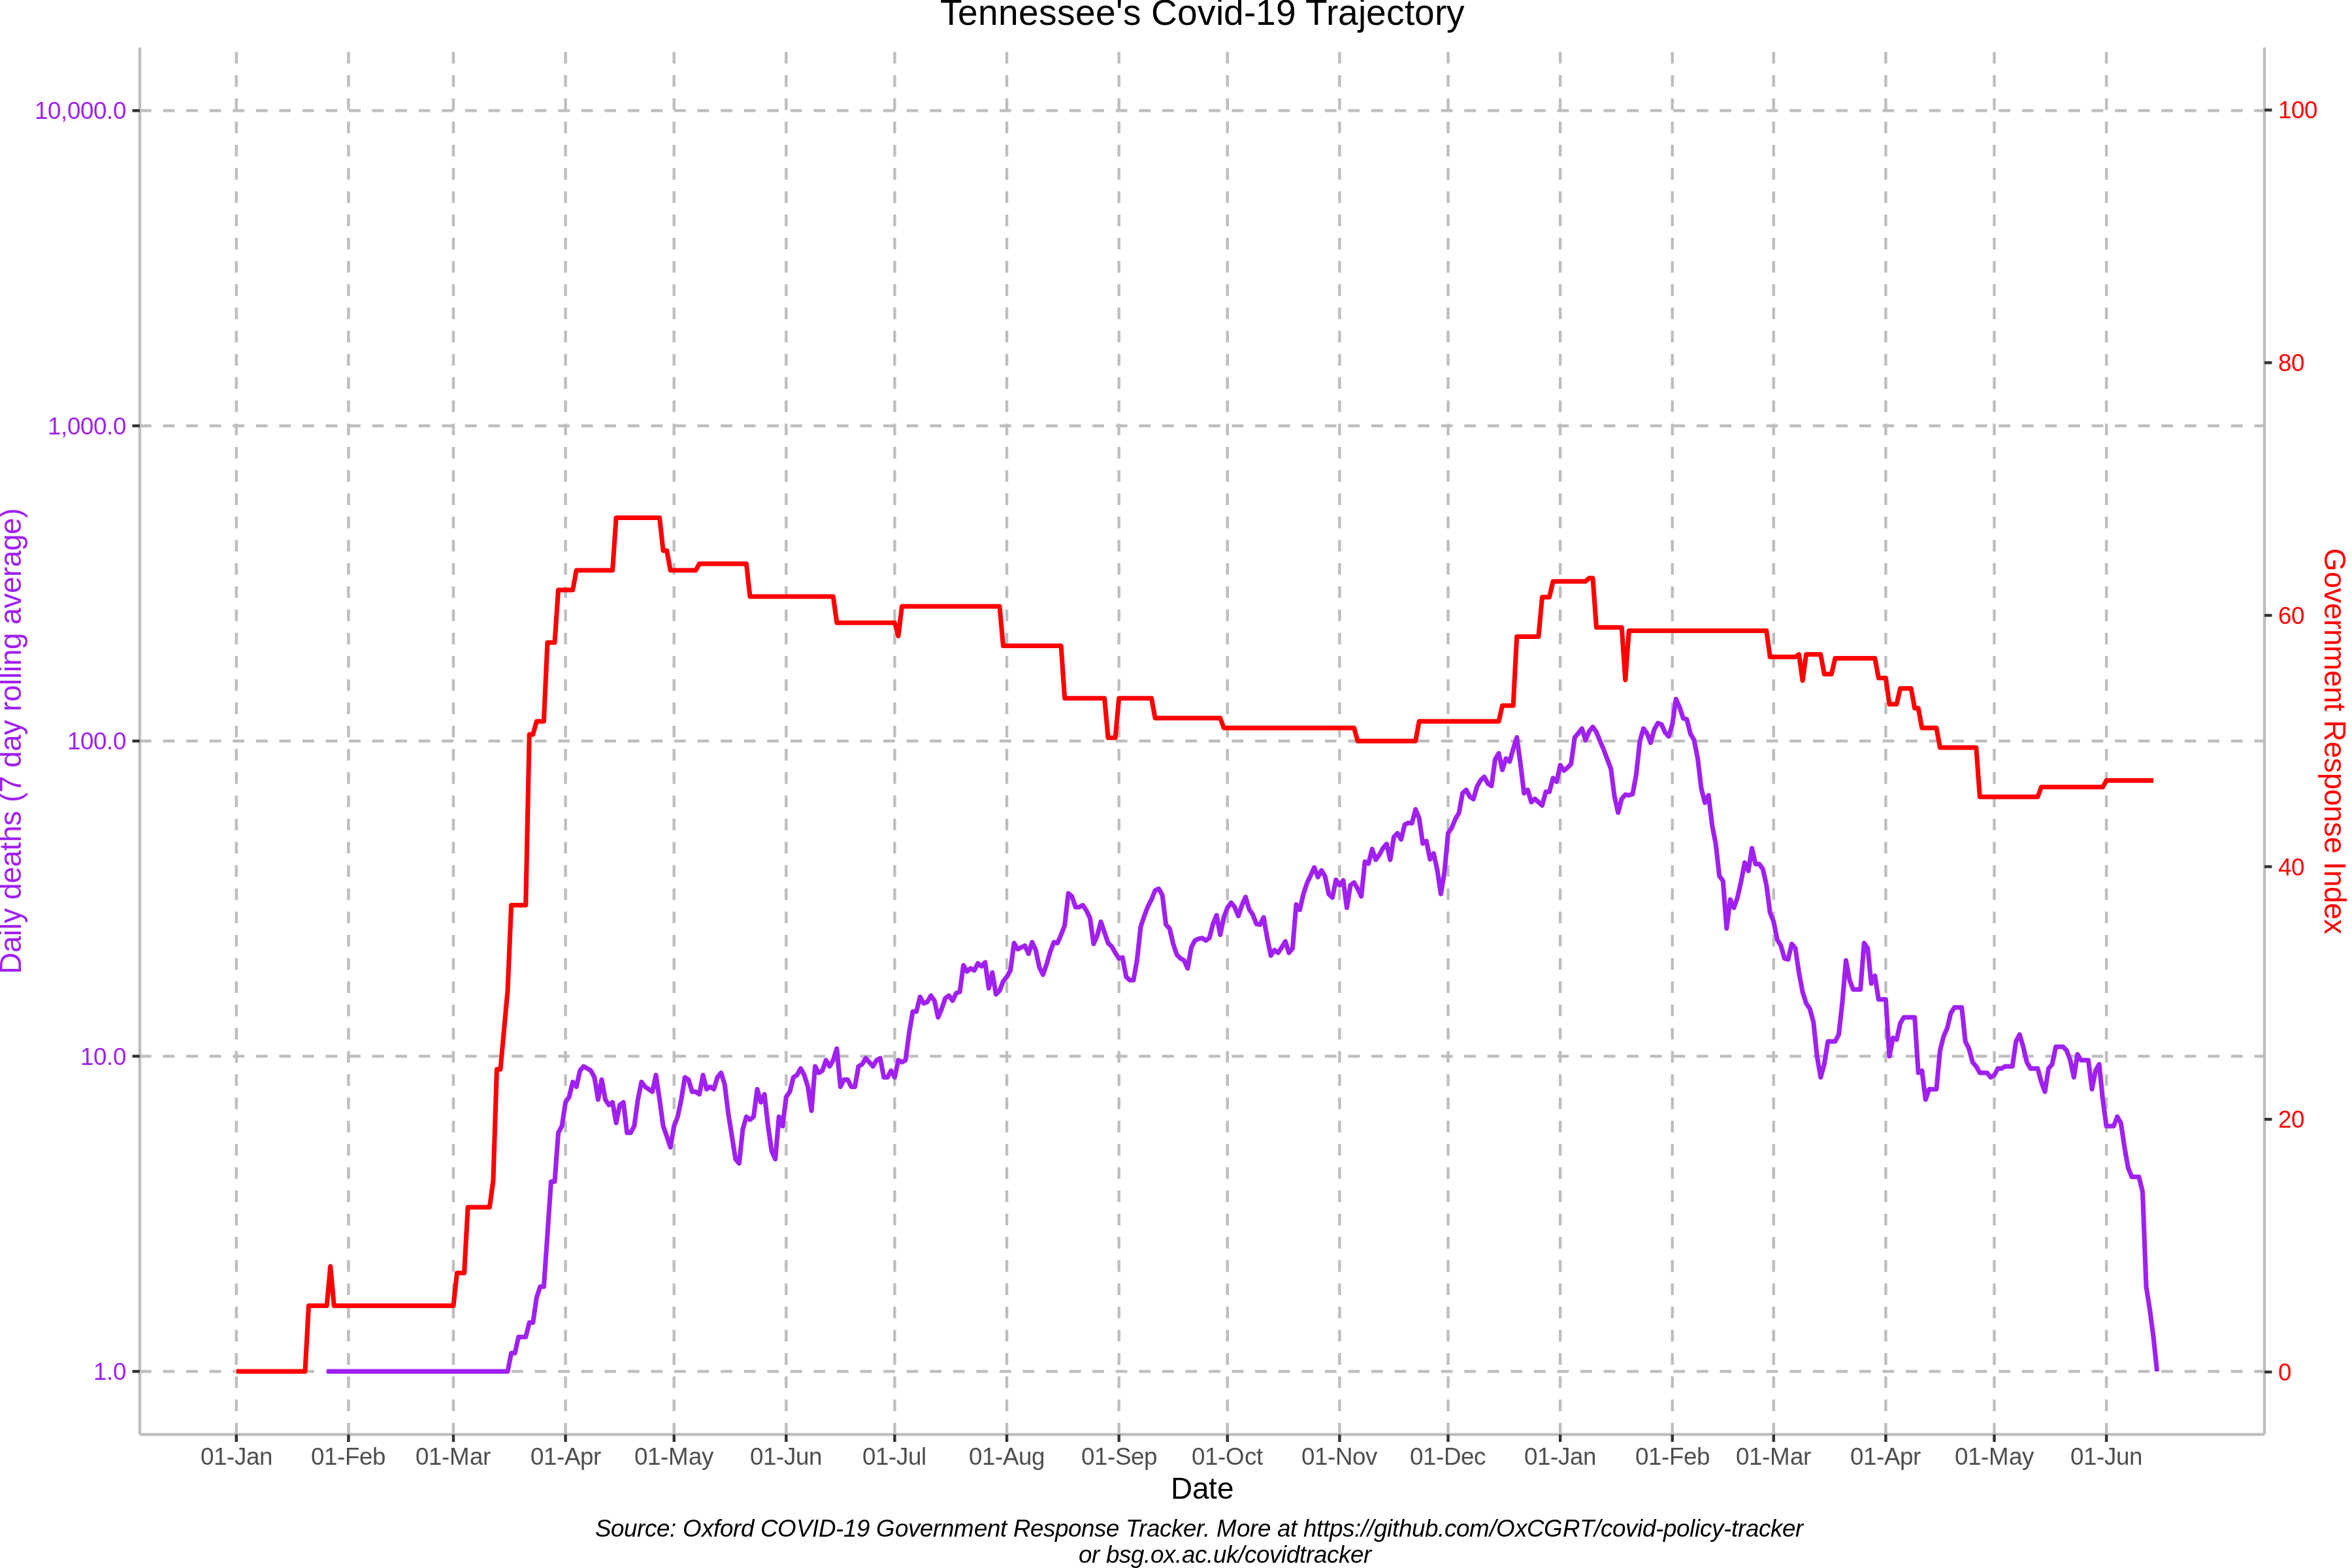 Tennessee's Covid-19 Trajectory
10,000.0
1,000.0
100.0
10.0
1.0
Daily deaths (7 day rolling average)
100
80
60
40
20
0
Government Response Index
01-Jan 01-Feb 01-Mar 01-Apr 01-May 01-Jun 01-Jul 01-Aug 01-Sep 01-Oct 01-Nov 01-Dec 01-Jan 01-Feb 01-Mar 01-Apr 01-May 01-Jun
Date
Source: Oxford COVID-19 Government Response Tracker. More at https://github.com/OxCGRT/covid-policy-tracker
or bsg.ox.ac.uk/covidtracker